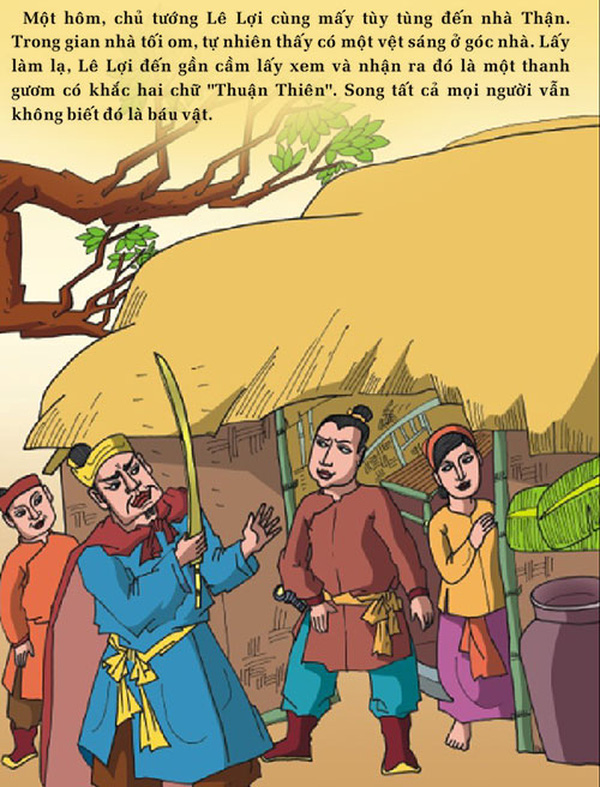 Một hôm, chủ tướng Lê Lợi cùng mấy tùy tùng đến nhà Thận.
Trong gian nhà tối om, tự nhiên thấy có một vệt sáng ở góc nhà. Lấy
làm lạ, Lê Lợi đến gần cầm lấy xem và nhận ra đó là một thanh
gươm có khắc hai chữ "Thuận Thiên". Song tất cả mọi người vẫn
không biết đó là báu vật.